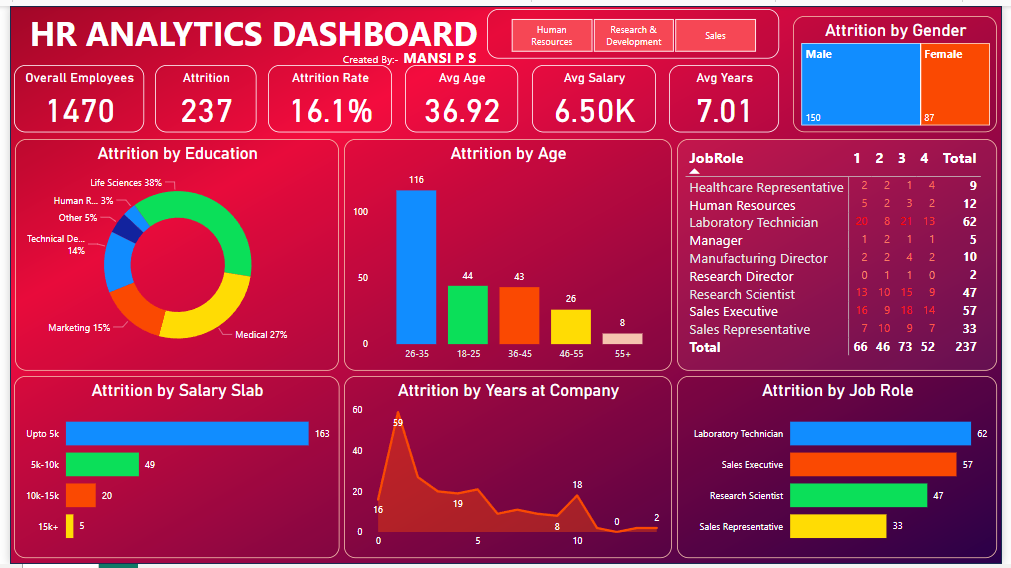 HR ANALYTICS DASHBOARD
Created By:- MANSI P S
Human Resources
Research & Development
Sales
Overall Employees
1470
Attrition
237
Attrition Rate
16.1%
Avg Age
36.92
Avg Salary
6.50K
Avg Years
7.01
Attrition by Gender
Male
Female
150
87
Attrition by Education
Life Sciences 38%
Human R... 3%
Other 5%
Technical De... 14%
Marketing 15%
Medical 27%
Attrition by Age
100
50
0
116
44
43
26
8
26-35
18-25
36-45
46-55
55+
JobRole 1 2 3 4 Total
Healthcare Representative 2 2 1 4 9
Human Resources 5 2 3 2 12
Laboratory Technician 20 8 21 13 62
Manager 1 2 1 1 5
Manufacturing Director 2 2 4 2 10
Research Director 0 1 1 0 2
Research Scientist 13 10 15 9 47
Sales Executive 16 9 18 14 57
Sales Representative 7 10 9 7 33
Total 66 46 73 52 237
Attrition by Salary Slab
Upto 5k 163
5k-10k 49
10k-15k 20
15k+ 5
Attrition by Years at Company
60
40
20
0
59
16
19
8
18
0
2
0
5
10
Attrition by Job Role
Laboratory Technician 62
Sales Executive 57
Research Scientist 47
Sales Representative 33